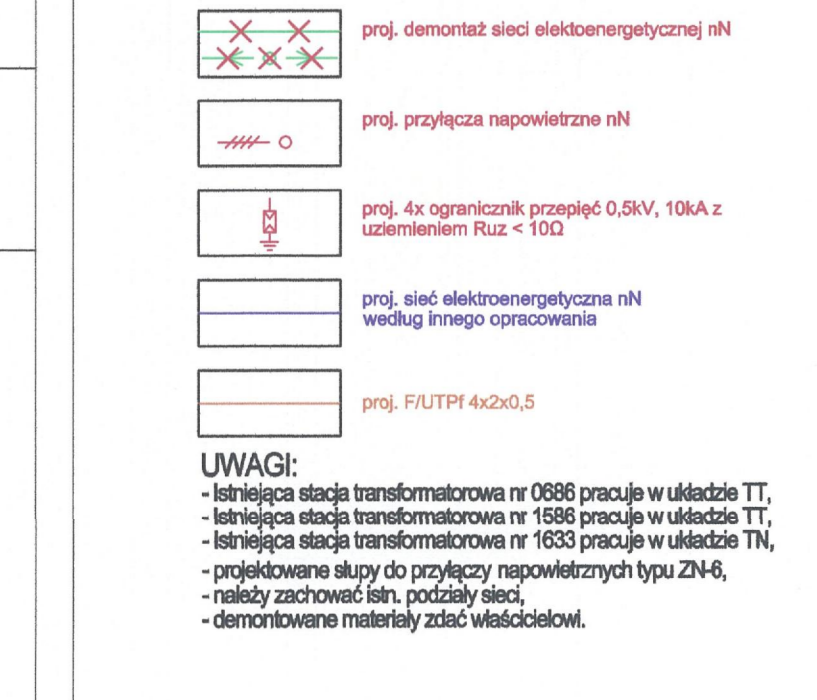 proj. demontaż sieci elektoenergetycznej nN
proj. przyłącza napowietrzne nN
proj. 4x ogranicznik przepięć 0,5kV, 10kA z
uziemieniem Ruz < 10Ω
proj. sieć elektroenergetyczna nN
według innego opracowania
proj. F/UTPf 4x2x0,5
UWAGI:
- Istniejąca stacja transformatorowa nr 0686 pracuje w układzie TT,
- Istniejąca stacja transformatorowa nr 1586 pracuje w układzie TT,
- Istniejąca stacja transformatorowa nr 1633 pracuje w układzie TN,
- projektowane słupy do przyłączy napowietrznych typu ZN-6,
- należy zachować istn. podziały sieci,
- demontowane materiały zdać właścicielowi.